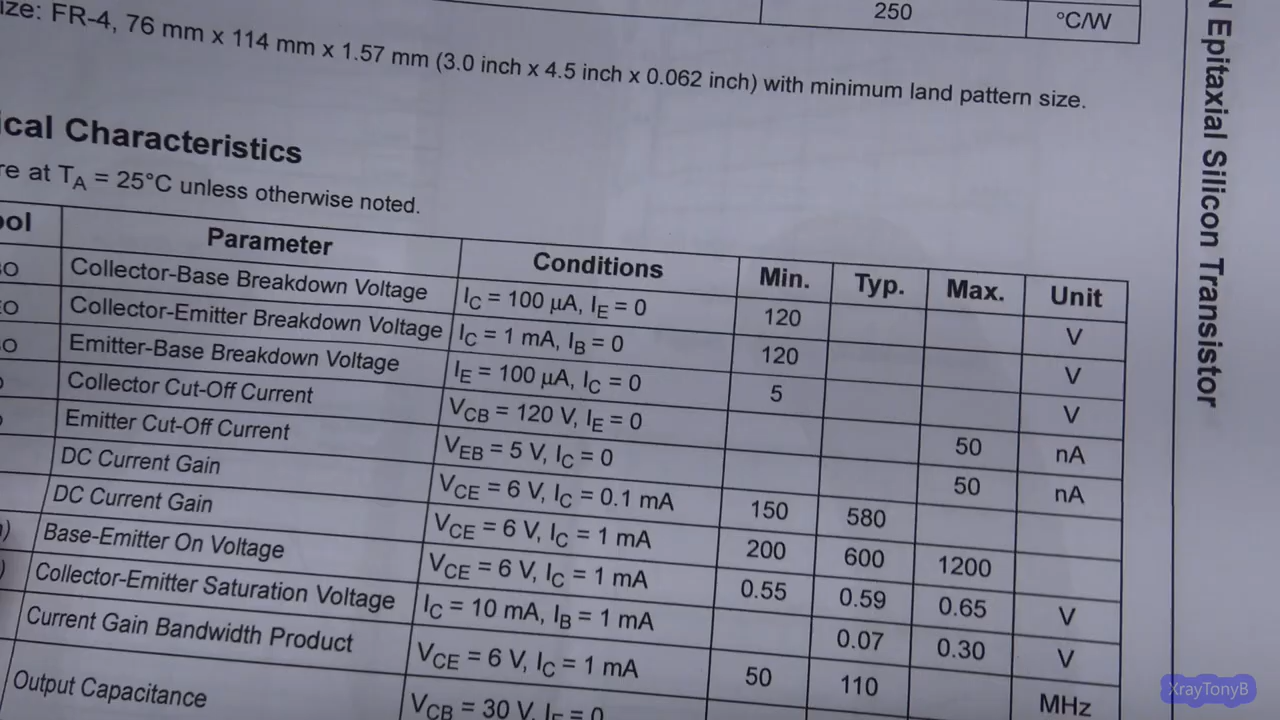 250 °C/W
ize: FR-4, 76 mm x 114 mm x 1.57 mm (3.0 inch x 4.5 inch x 0.062 inch) with minimum land pattern size.
ical Characteristics
re at TA = 25°C unless otherwise noted.
ool Parameter Conditions Min. Typ. Max. Unit
BO Collector-Base Breakdown Voltage IC = 100 μA, IE = 0 120 V
EO Collector-Emitter Breakdown Voltage IC = 1 mA, IB = 0 120 V
BO Emitter-Base Breakdown Voltage IE = 100 μA, IC = 0 5 V
Collector Cut-Off Current VCB = 120 V, IE = 0 50 nA
Emitter Cut-Off Current VEB = 5 V, IC = 0 50 nA
DC Current Gain VCE = 6 V, IC = 0.1 mA 150 580
DC Current Gain VCE = 6 V, IC = 1 mA 200 600 1200
) Base-Emitter On Voltage VCE = 6 V, IC = 1 mA 0.55 0.59 0.65 V
) Collector-Emitter Saturation Voltage IC = 10 mA, IB = 1 mA 0.07 0.30 V
Current Gain Bandwidth Product VCE = 6 V, IC = 1 mA 50 110 MHz
Output Capacitance VCB = 30 V, IE = 0
N Epitaxial Silicon Transistor
XrayTonyB